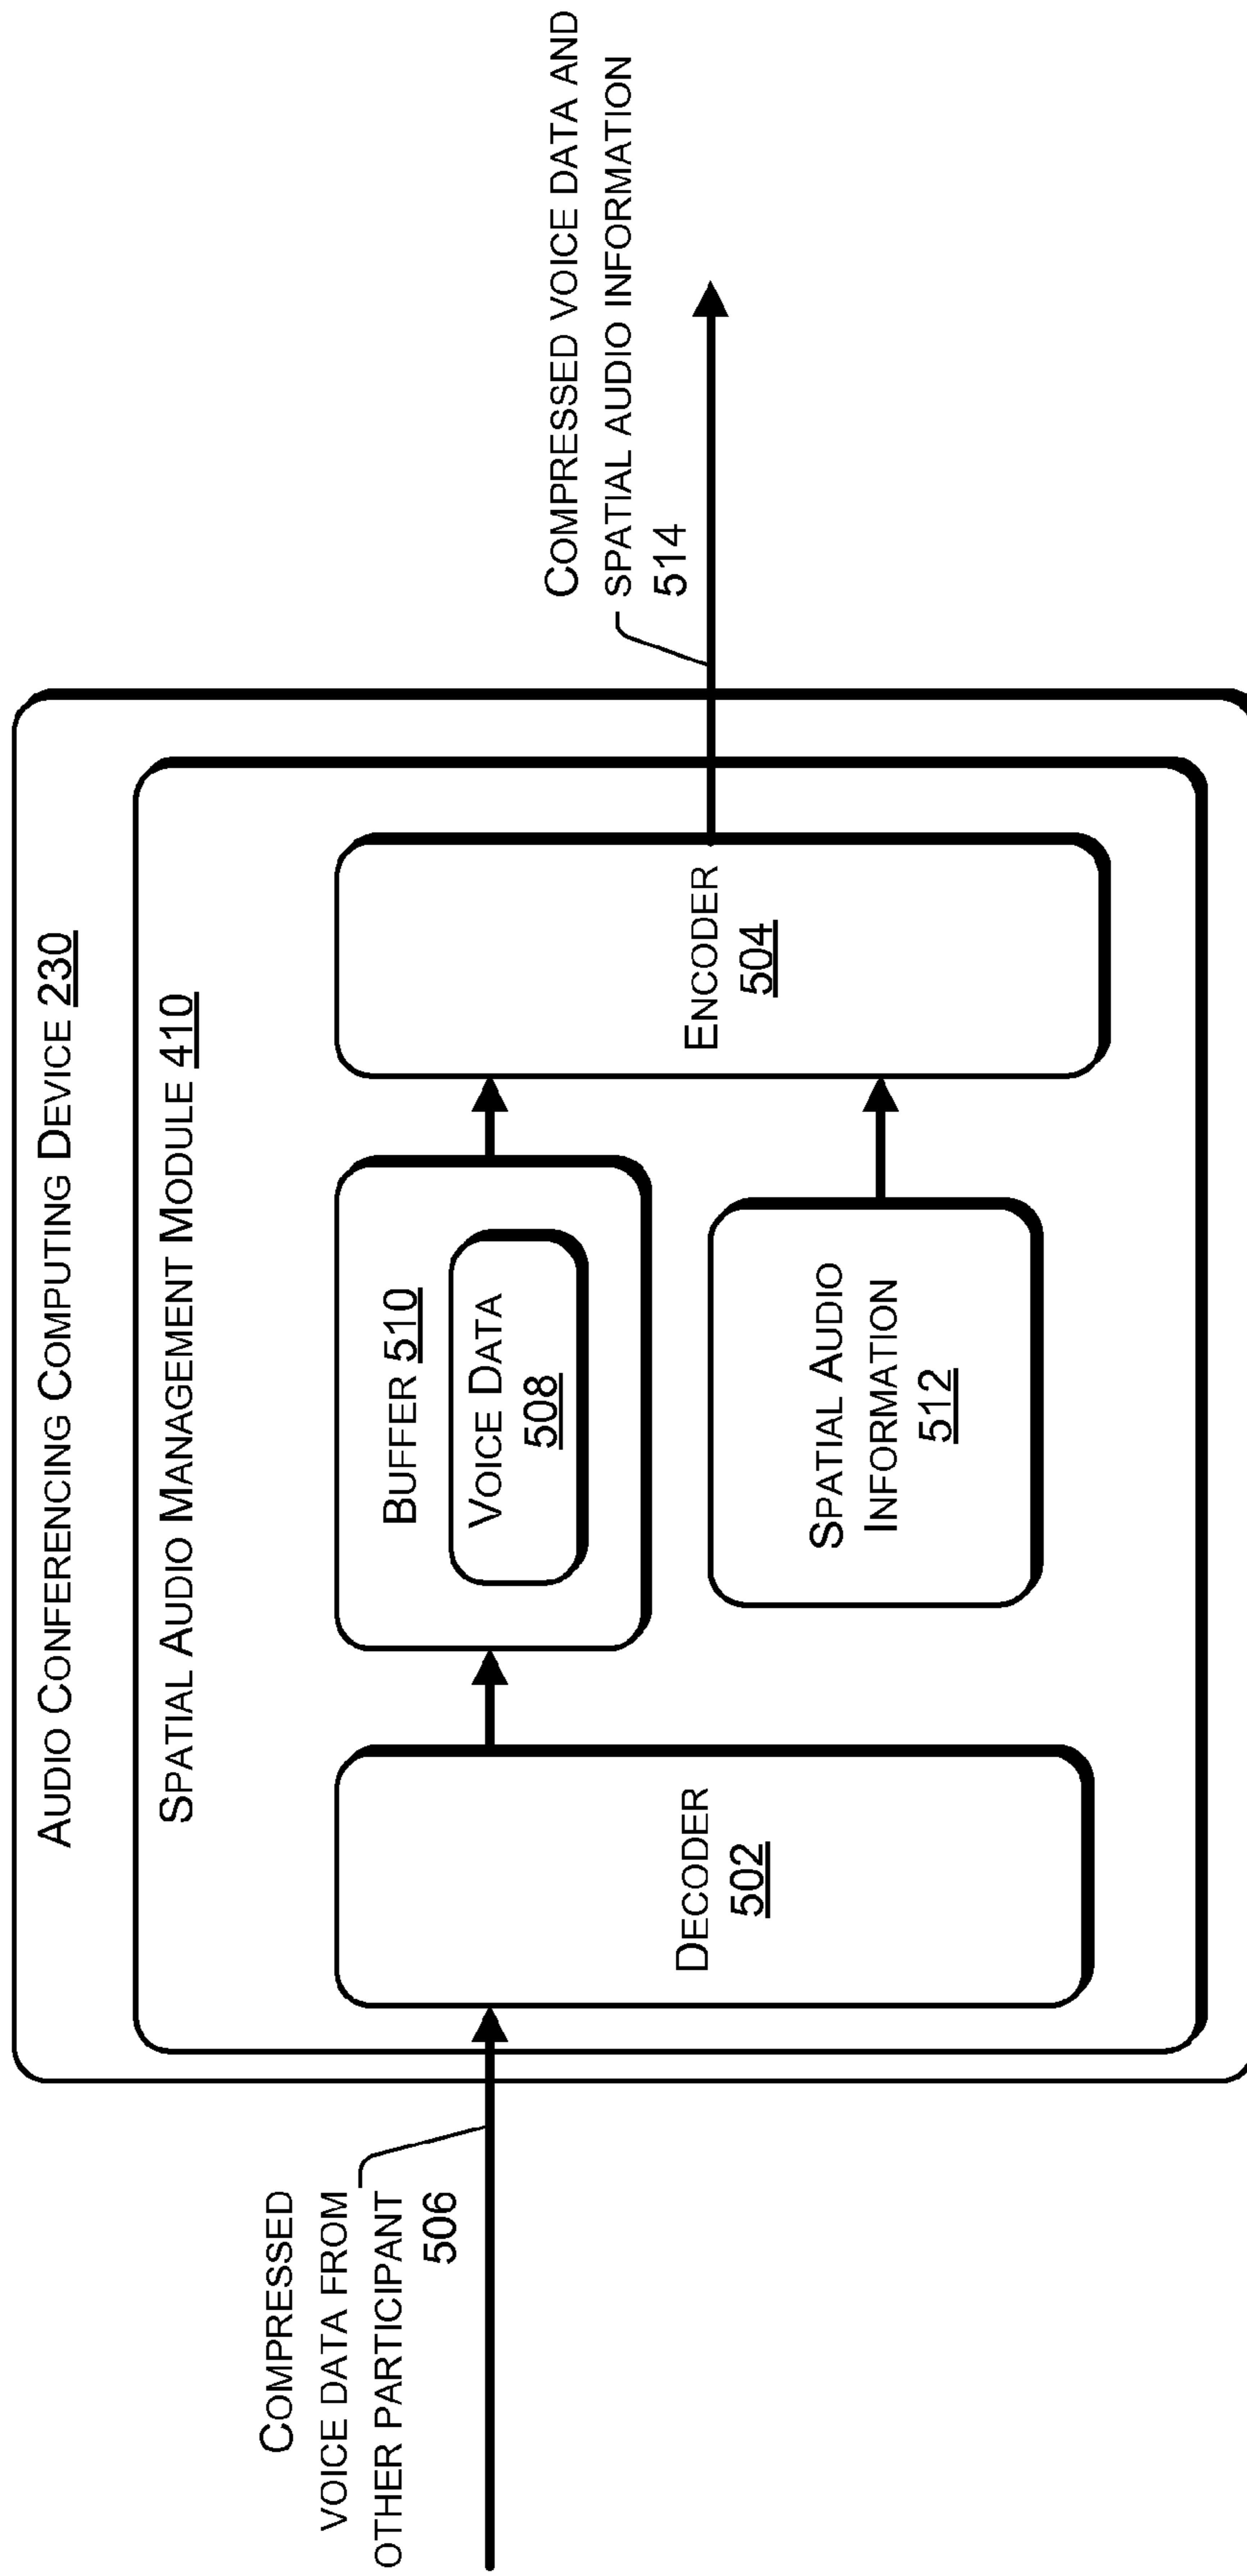 AUDIO CONFERENCING COMPUTING DEVICE 230
SPATIAL AUDIO MANAGEMENT MODULE 410
COMPRESSED
VOICE DATA FROM
OTHER PARTICIPANT
506
DECODER
502
BUFFER 510
VOICE DATA
508
SPATIAL AUDIO
INFORMATION
512
ENCODER
504
COMPRESSED VOICE DATA AND
SPATIAL AUDIO INFORMATION
514